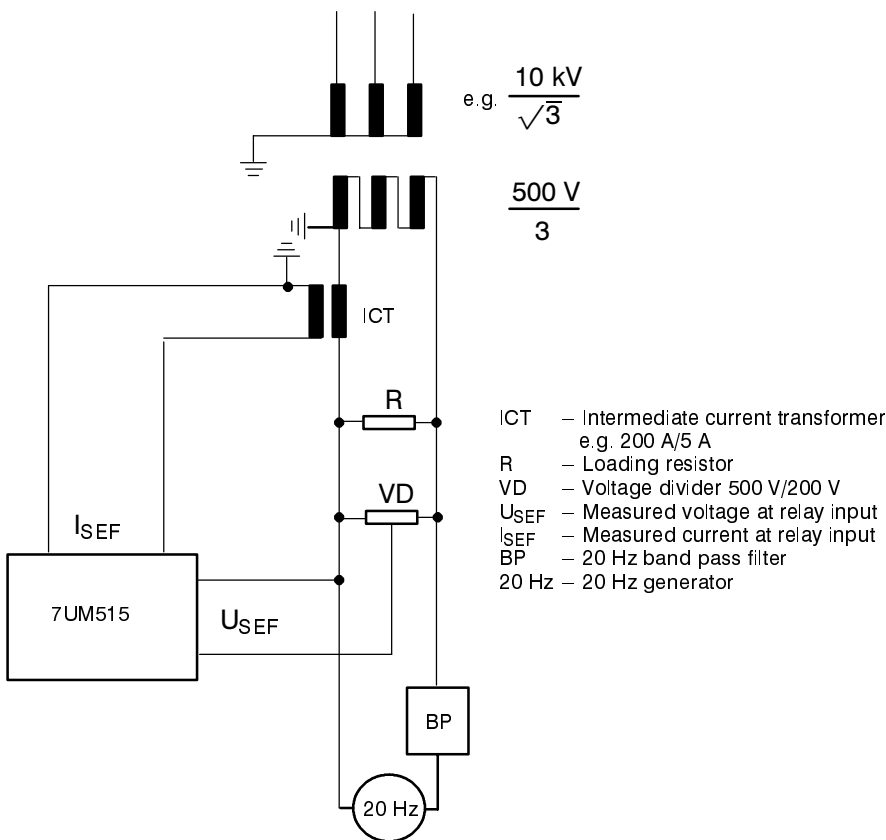 e.g. 10 kV
√3
500 V
3
ICT
R
ICT – Intermediate current transformer
e.g. 200 A/5 A
R – Loading resistor
VD – Voltage divider 500 V/200 V
USEF – Measured voltage at relay input
ISEF – Measured current at relay input
BP – 20 Hz band pass filter
20 Hz – 20 Hz generator
VD
ISEF
7UM515
USEF
BP
20 Hz